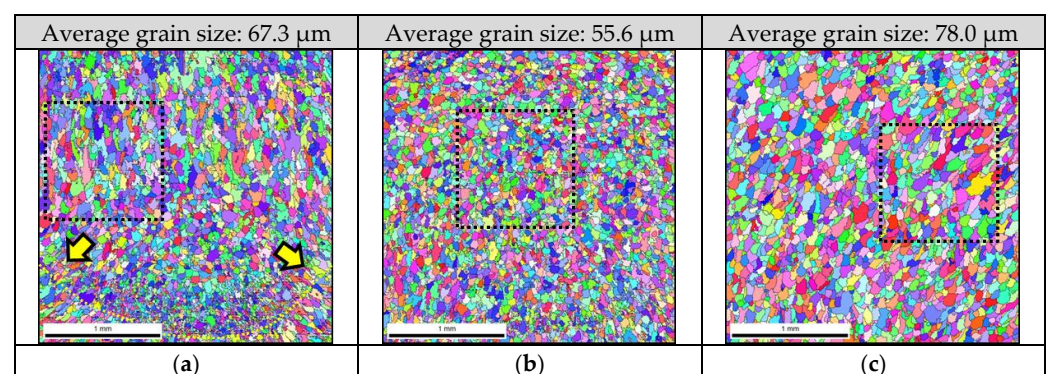 Average grain size: 67.3 µm
Average grain size: 55.6 µm
Average grain size: 78.0 µm
1 mm
1 mm
1 mm
(a)
(b)
(c)